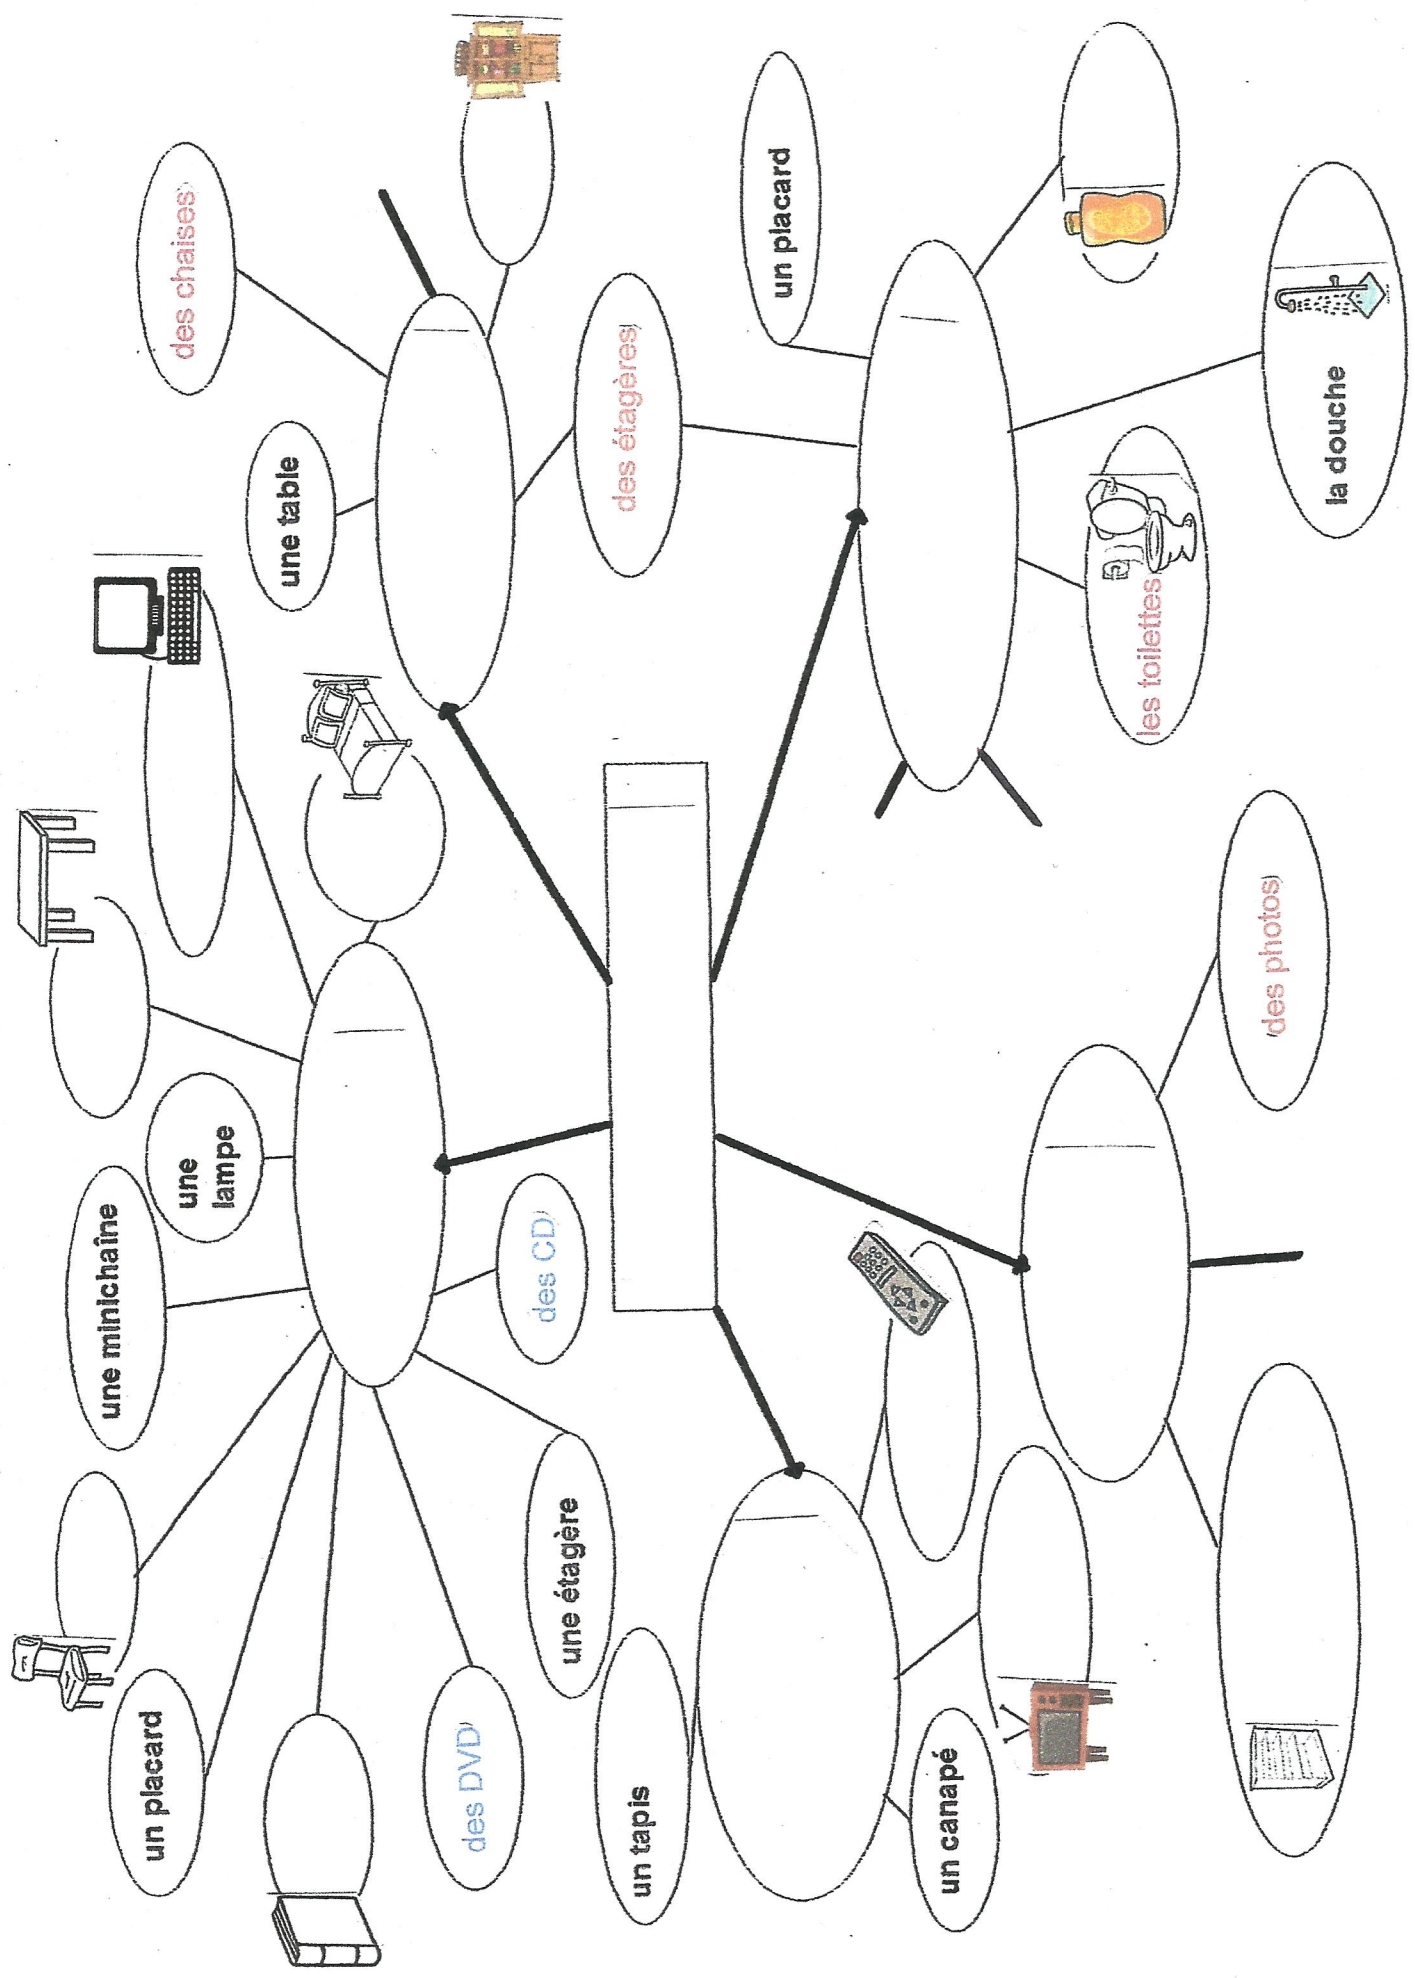 une minichaîne
un placard
des chaises
une
lampe
une table
des DVD
des CD
une étagère
des étagères
un tapis
un placard
un canapé
les toilettes
des photos
la douche